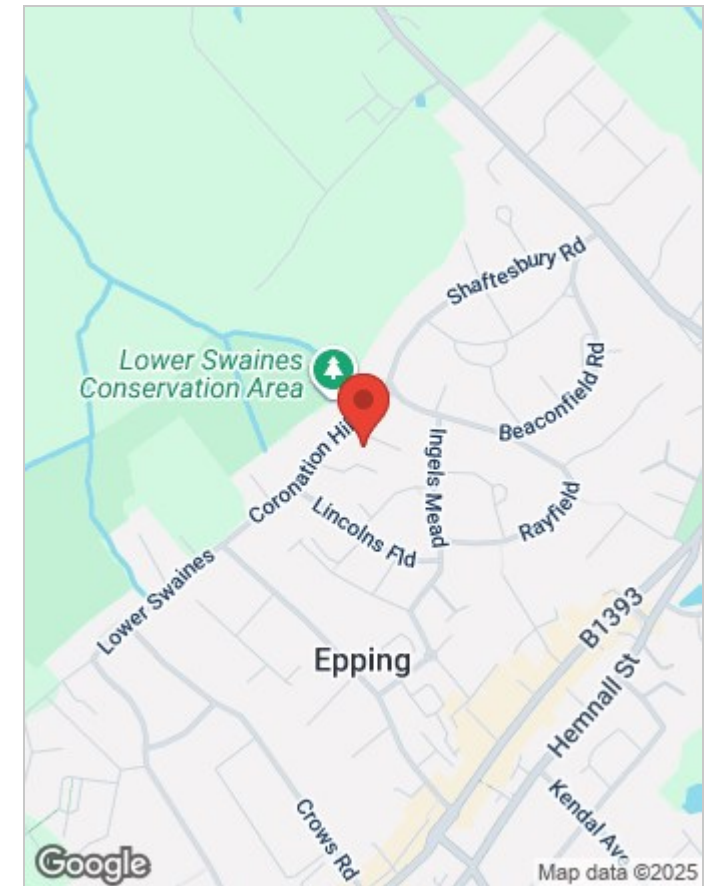 Shaftesbury Rd
Lower Swaines
Conservation Area
Beaconfield Rd
Coronation Hill
Ingels Mead
Lincolns Fld
Rayfield
Lower Swaines
B1393
Epping
Hemnall St
Kendal Ave
Crows Rd
Google
Map data ©2025